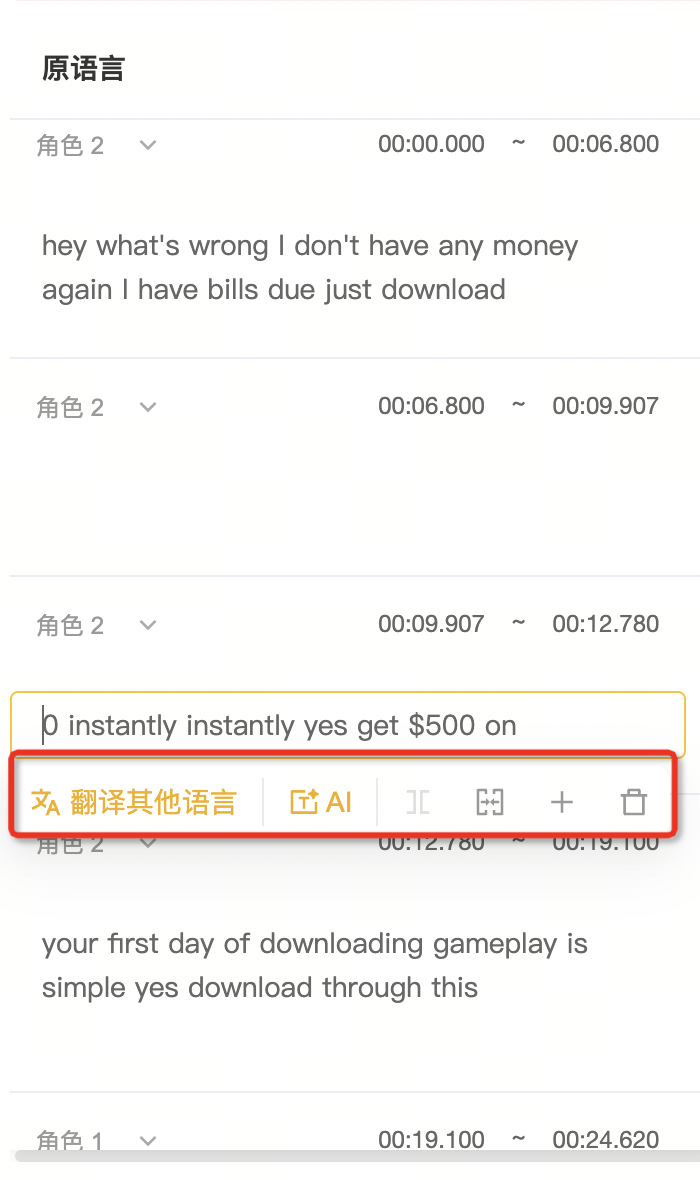 原语言
角色 2 00:00.000 ~ 00:06.800
hey what's wrong I don't have any money
again I have bills due just download
角色 2 00:06.800 ~ 00:09.907
角色 2 00:09.907 ~ 00:12.780
0 instantly instantly yes get $500 on
翻译其他语言 AI
角色 2 00:12.780 ~ 00:19.100
your first day of downloading gameplay is
simple yes download through this
角色 1 00:19.100 ~ 00:24.620